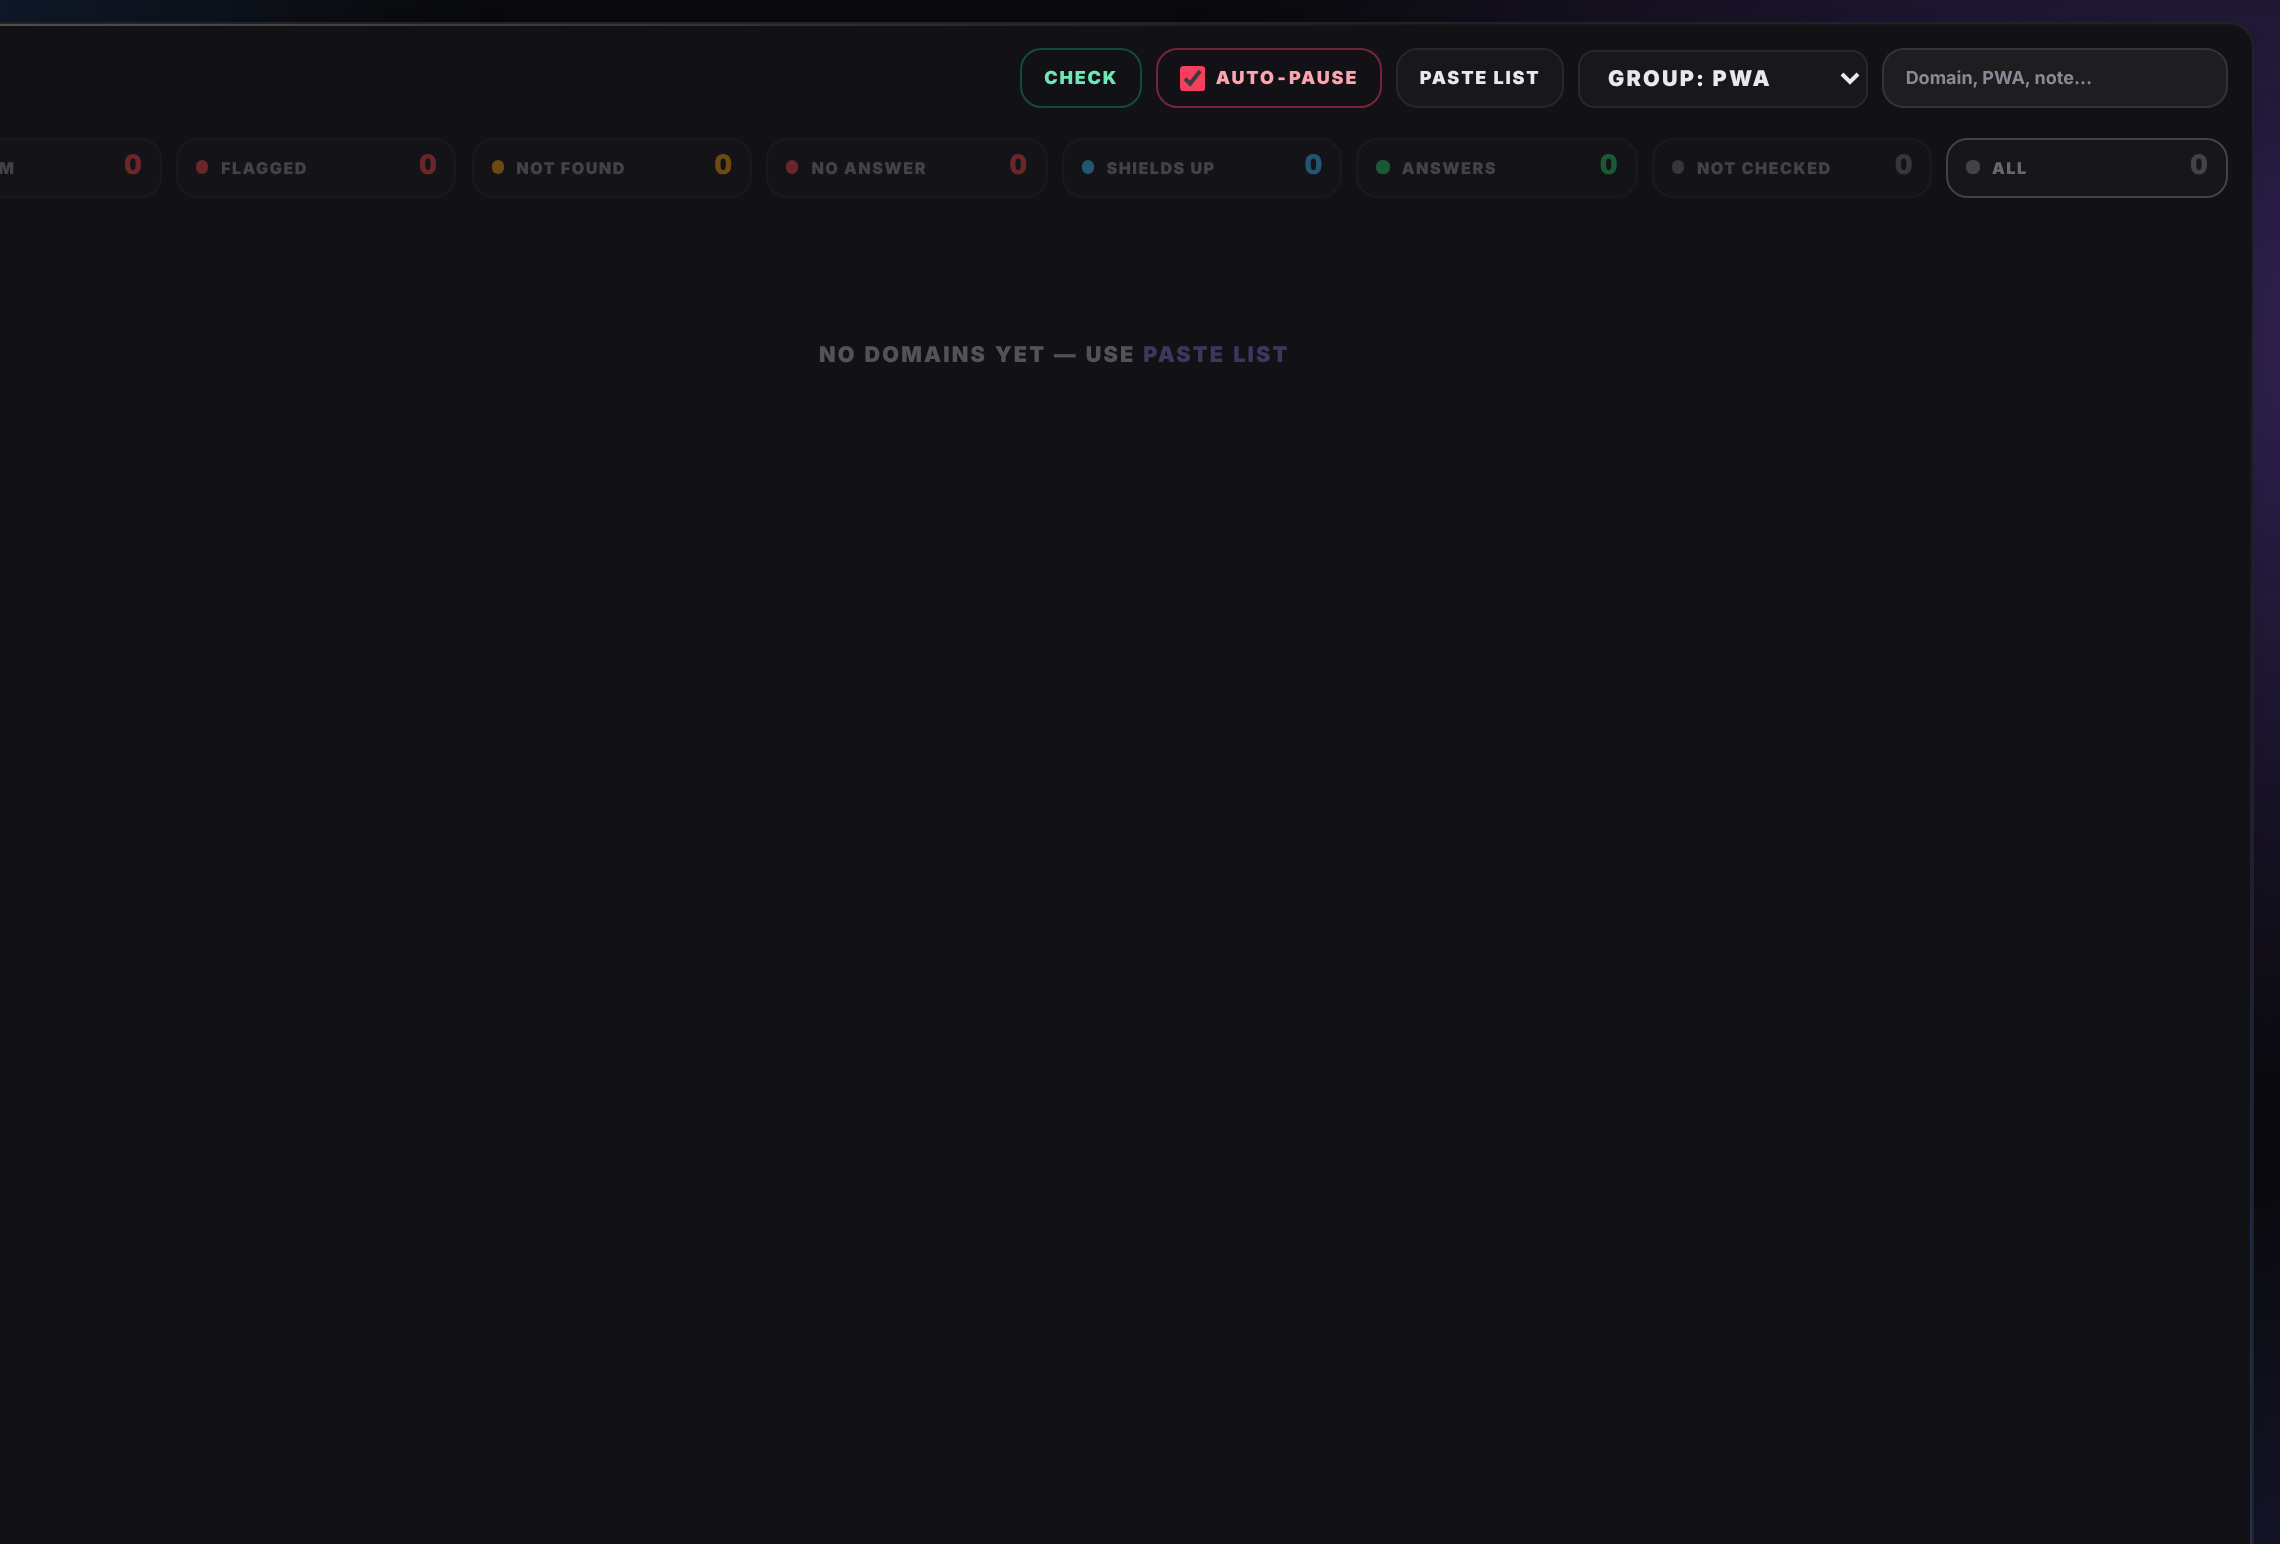 CHECK AUTO-PAUSE PASTE LIST GROUP: PWA Domain, PWA, note...
M 0 FLAGGED 0 NOT FOUND 0 NO ANSWER 0 SHIELDS UP 0 ANSWERS 0 NOT CHECKED 0 ALL 0
NO DOMAINS YET — USE PASTE LIST